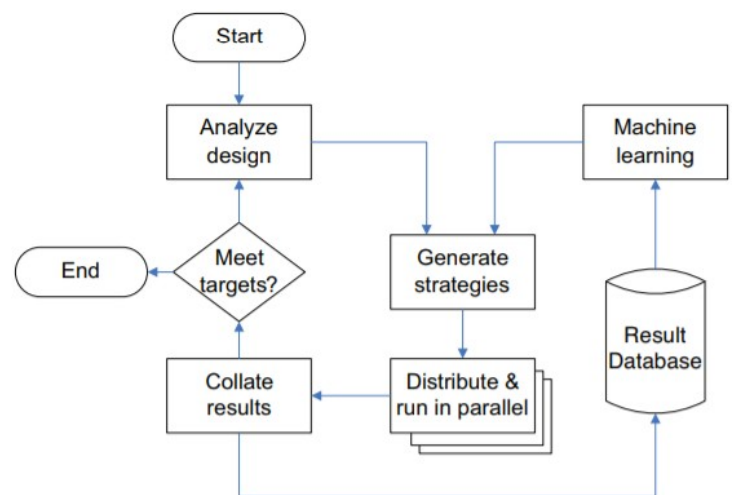 Start
Analyze
design
Machine
learning
Meet
targets?
End
Generate
strategies
Result
Database
Collate
results
Distribute &
run in parallel